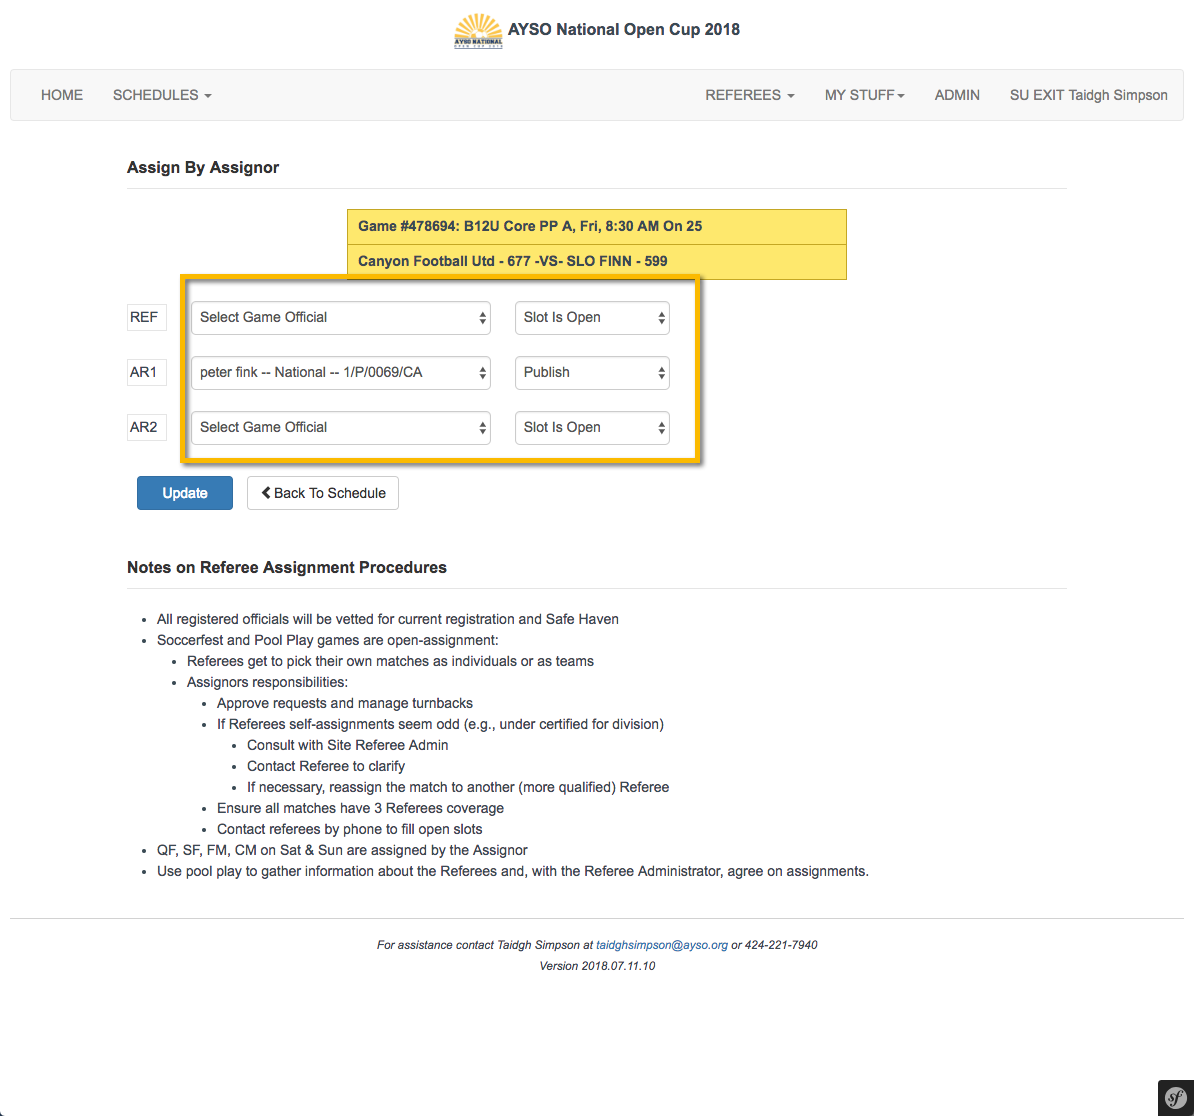 AYSO NATIONAL
OPEN CUP 2018
AYSO National Open Cup 2018
HOME SCHEDULES REFEREES MY STUFF ADMIN SU EXIT Taidgh Simpson
Assign By Assignor
Game #478694: B12U Core PP A, Fri, 8:30 AM On 25
Canyon Football Utd - 677 -VS- SLO FINN - 599
REF Select Game Official Slot Is Open
AR1 peter fink -- National -- 1/P/0069/CA Publish
AR2 Select Game Official Slot Is Open
Update Back To Schedule
Notes on Referee Assignment Procedures
All registered officials will be vetted for current registration and Safe Haven
Soccerfest and Pool Play games are open-assignment:
Referees get to pick their own matches as individuals or as teams
Assignors responsibilities:
Approve requests and manage turnbacks
If Referees self-assignments seem odd (e.g., under certified for division)
Consult with Site Referee Admin
Contact Referee to clarify
If necessary, reassign the match to another (more qualified) Referee
Ensure all matches have 3 Referees coverage
Contact referees by phone to fill open slots
QF, SF, FM, CM on Sat & Sun are assigned by the Assignor
Use pool play to gather information about the Referees and, with the Referee Administrator, agree on assignments.
For assistance contact Taidgh Simpson at taidghsimpson@ayso.org or 424-221-7940
Version 2018.07.11.10
sf